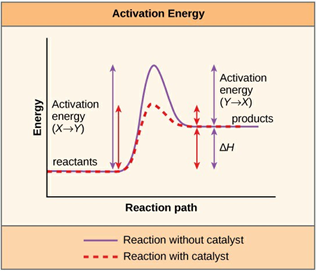 Activation Energy
Energy
Activation
energy
(X→Y)
reactants
Activation
energy
(Y→X)
products
ΔH
Reaction path
Reaction without catalyst
Reaction with catalyst